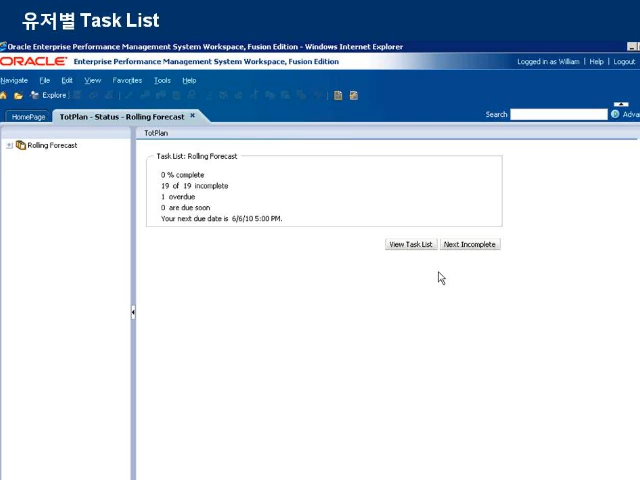 유저별 Task List
Oracle Enterprise Performance Management System Workspace, Fusion Edition - Windows Internet Explorer
ORACLE Enterprise Performance Management System Workspace, Fusion Edition
Logged in as William | Help | Logout
Navigate File Edit View Favorites Tools Help
Explore
HomePage TotPlan - Status - Rolling Forecast ×
Search Adva
Rolling Forecast
TotPlan
Task List: Rolling Forecast
0 % complete
19 of 19 incomplete
1 overdue
0 are due soon
Your next due date is 6/6/10 5:00 PM.
View Task List Next Incomplete